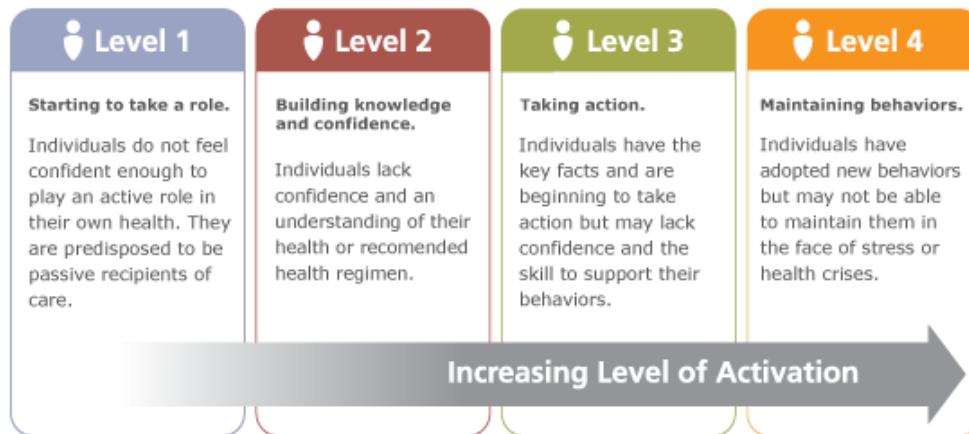 Level 1
Starting to take a role.
Individuals do not feel
confident enough to
play an active role in
their own health. They
are predisposed to be
passive recipients of
care.
Level 2
Building knowledge
and confidence.
Individuals lack
confidence and an
understanding of their
health or recomended
health regimen.
Level 3
Taking action.
Individuals have the
key facts and are
beginning to take
action but may lack
confidence and the
skill to support their
behaviors.
Level 4
Maintaining behaviors.
Individuals have
adopted new behaviors
but may not be able
to maintain them in
the face of stress or
health crises.
Increasing Level of Activation